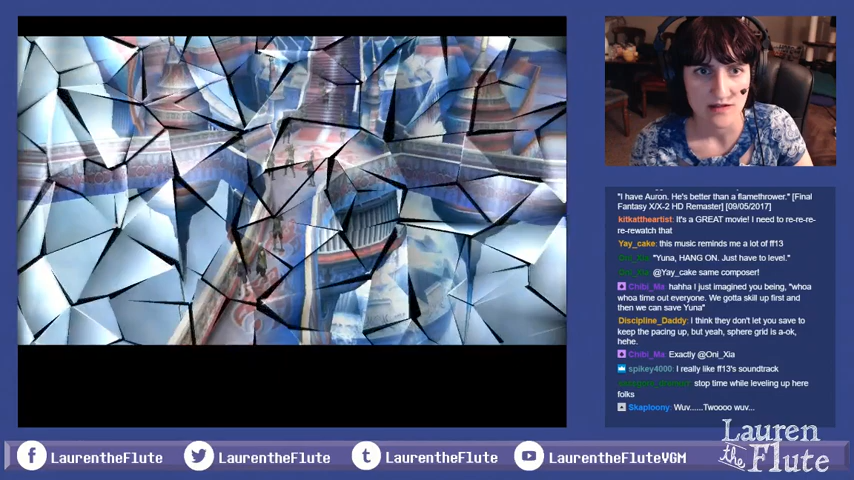 "I have Auron. He's better than a flamethrower." [Final
Fantasy X/X-2 HD Remaster] [09/05/2017]
kitkattheartist: It's a GREAT movie! I need to re-re-re-
re-rewatch that
Yay_cake: this music reminds me a lot of ff13
Oni_Xia: "Yuna, HANG ON. Just have to level."
Oni_Xia: @Yay_cake same composer!
Chibi_Ma: hahha I just imagined you being, "whoa
whoa time out everyone. We gotta skill up first and
then we can save Yuna"
Discipline_Daddy: I think they don't let you save to
keep the pacing up, but yeah, sphere grid is a-ok,
hehe.
Chibi_Ma: Exactly @Oni_Xia
spikey4000: I really like ff13's soundtrack
stop time while leveling up here
folks
Skaploony: Wuv......Twoooo wuv...
Lauren
the Flute
LaurentheFlute
LaurentheFlute
LaurentheFlute
LaurentheFluteVGM